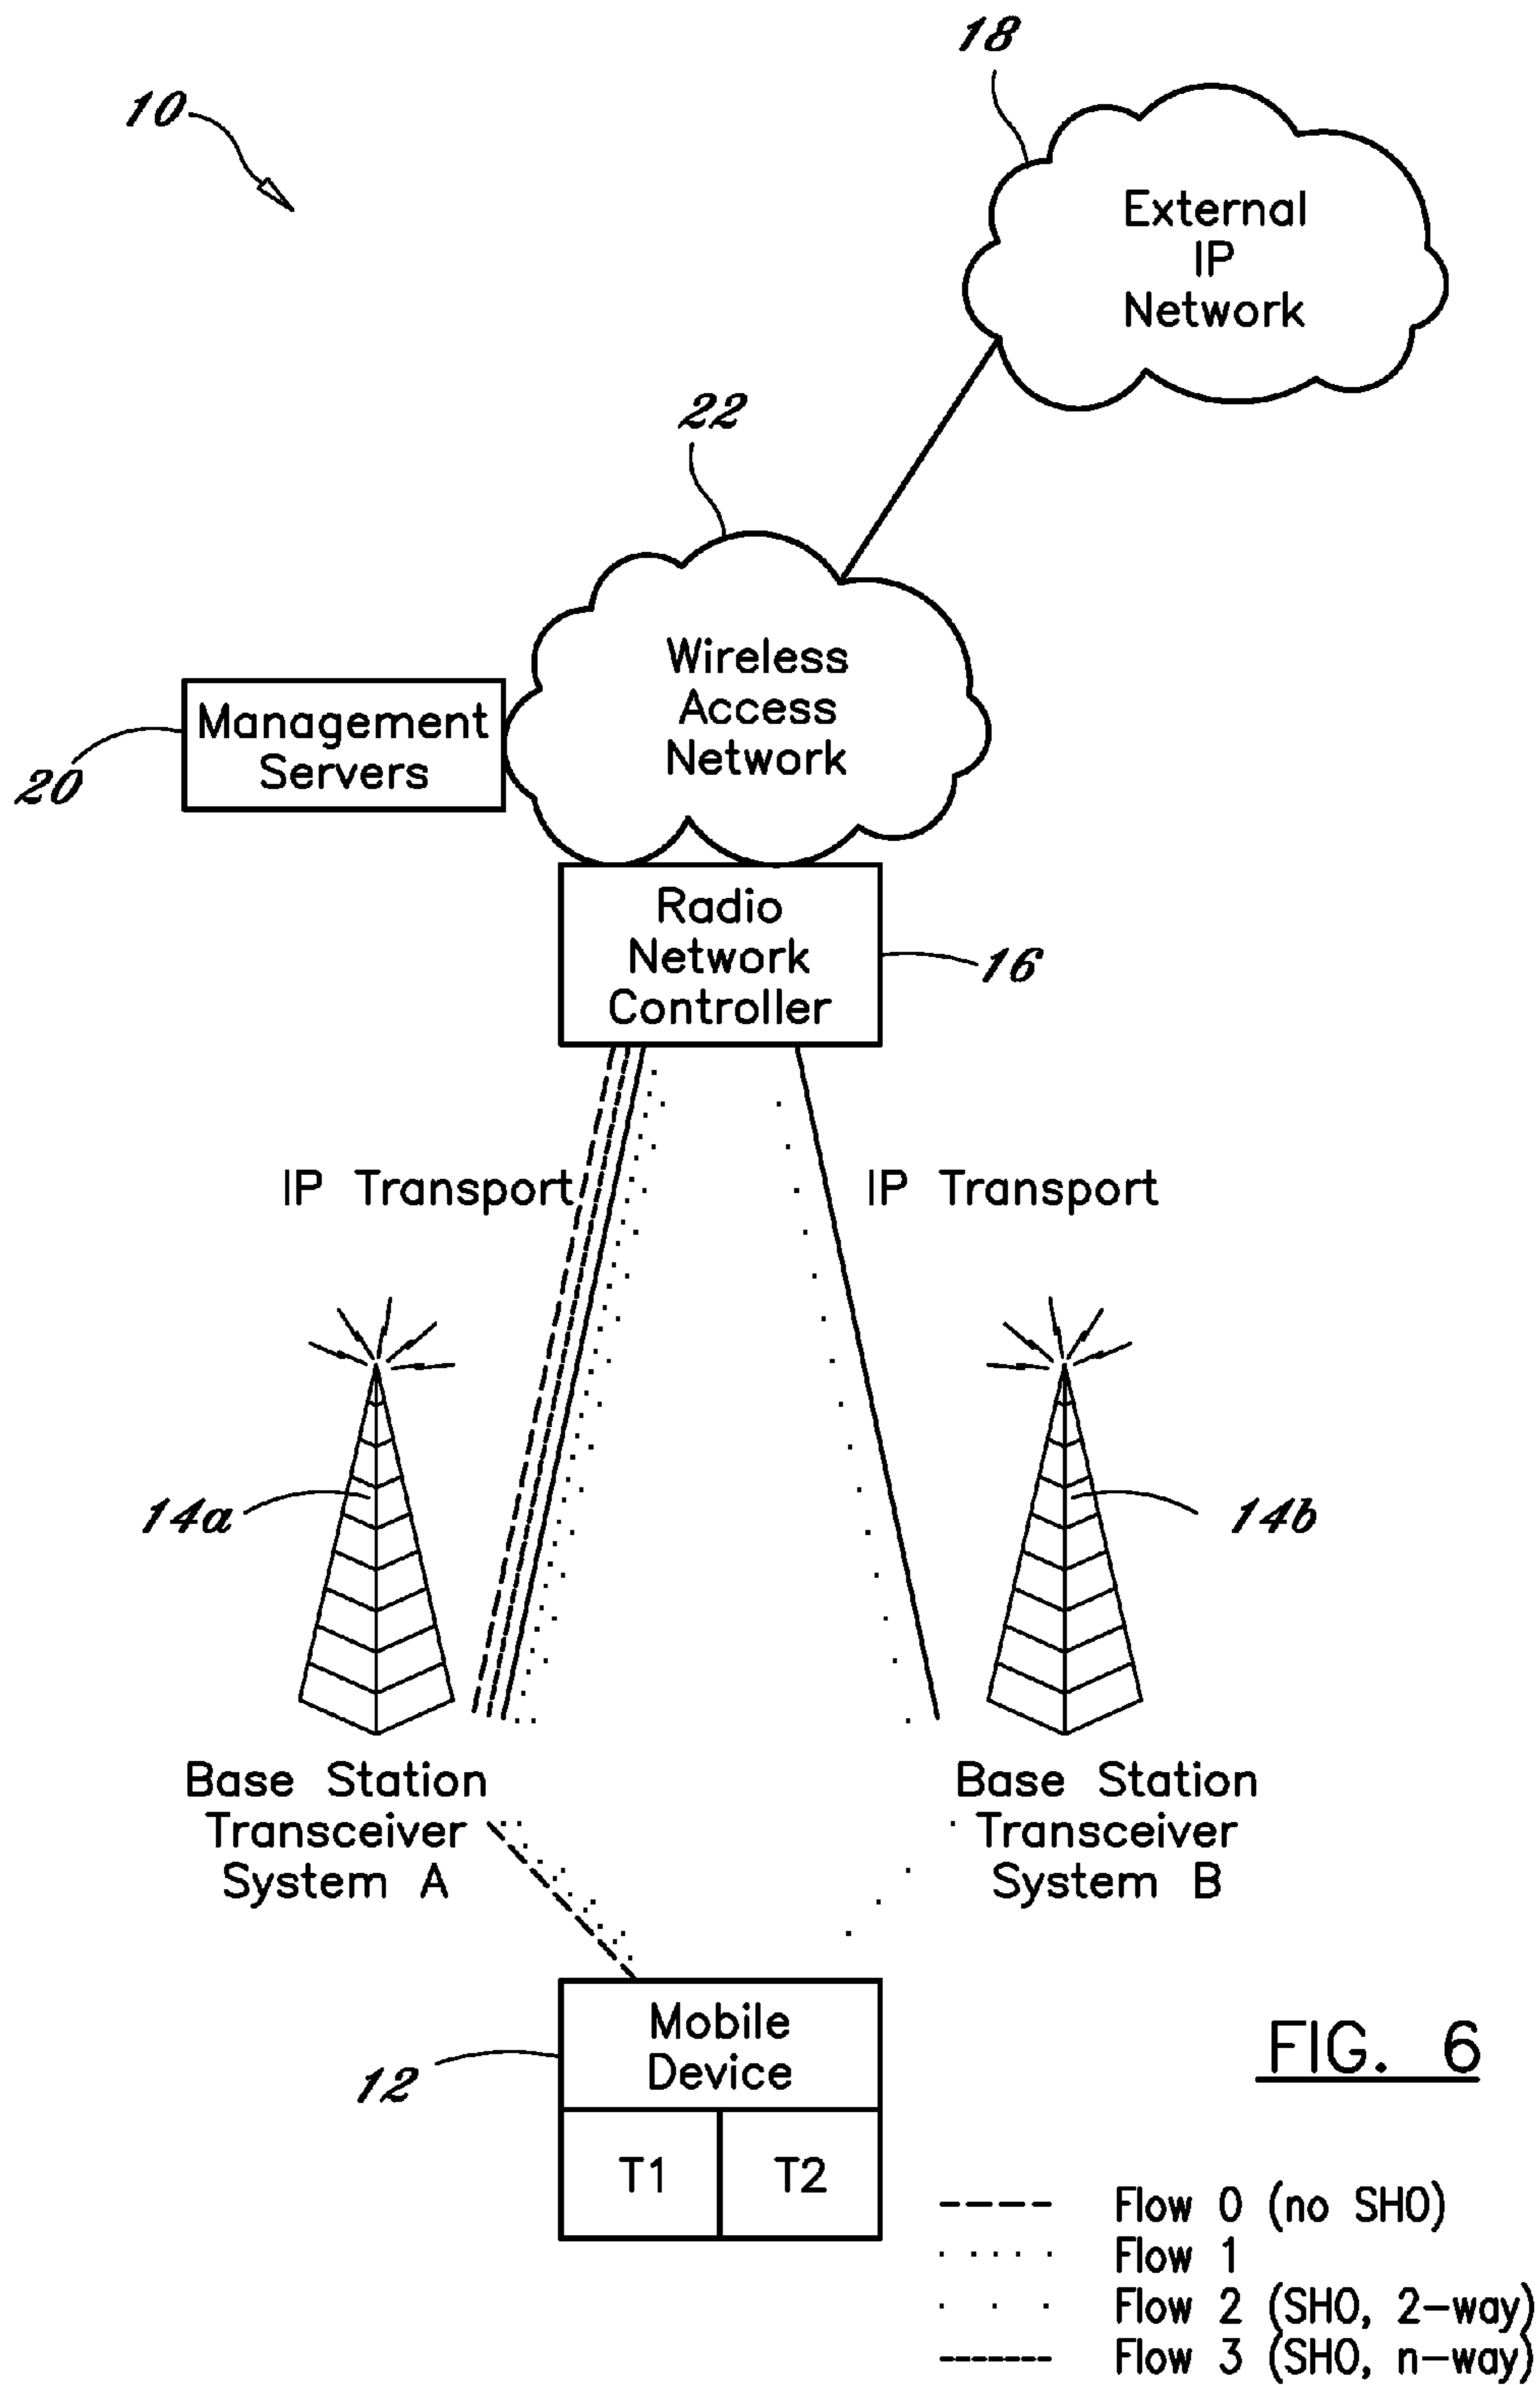 18
10
External
IP
Network
22
Wireless
Access
Network
Management
Servers
20
Radio
Network
Controller
16
IP Transport
IP Transport
14a
14b
Base Station
Transceiver
System A
Base Station
Transceiver
System B
Mobile
Device
12
T1
T2
FIG. 6
Flow 0 (no SHO)
Flow 1
Flow 2 (SHO, 2-way)
Flow 3 (SHO, n-way)